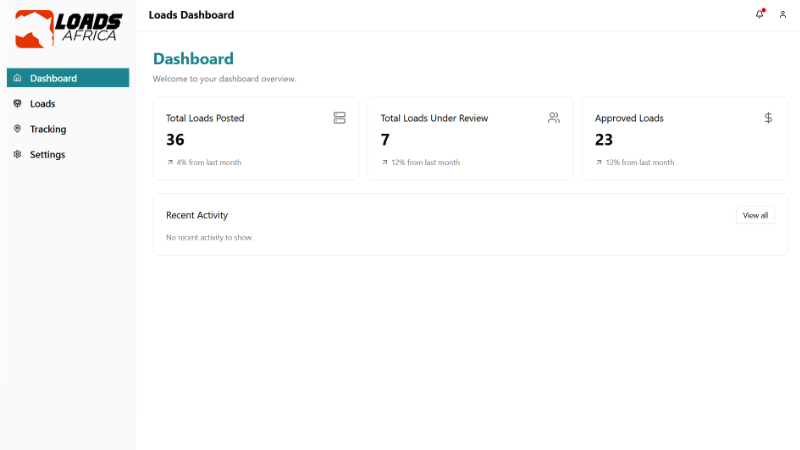 LOADS
AFRICA
Loads Dashboard
Dashboard
Loads
Tracking
Settings
Dashboard
Welcome to your dashboard overview.
Total Loads Posted
36
4% from last month
Total Loads Under Review
7
12% from last month
Approved Loads
$
23
12% from last month
Recent Activity
View all
No recent activity to show.